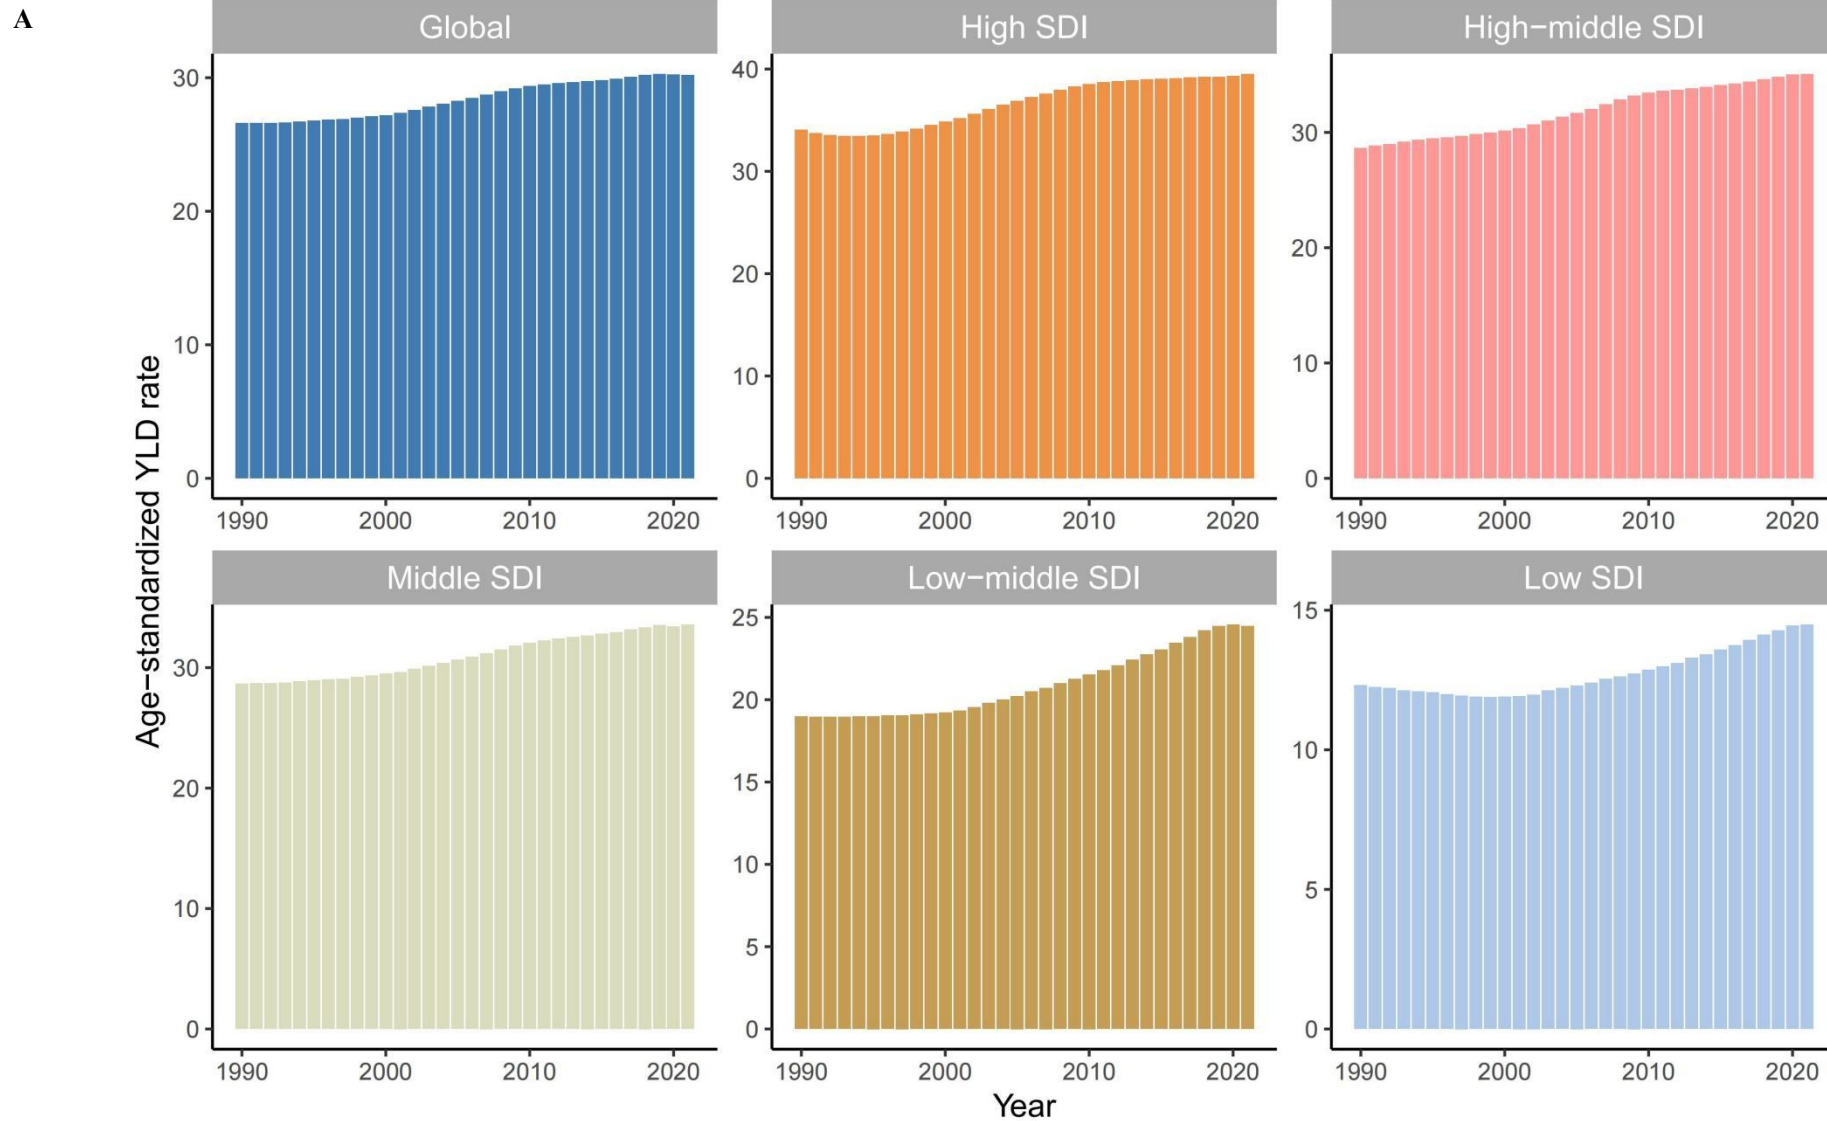 A
Global
High SDI
High−middle SDI
Age−standardized YLD rate
30
20
10
0
40
30
20
10
0
30
20
10
0
1990 2000 2010 2020
1990 2000 2010 2020
1990 2000 2010 2020
Middle SDI
Low−middle SDI
Low SDI
30
20
10
0
25
20
15
10
5
0
15
10
5
0
1990 2000 2010 2020
1990 2000 2010 2020
1990 2000 2010 2020
Year